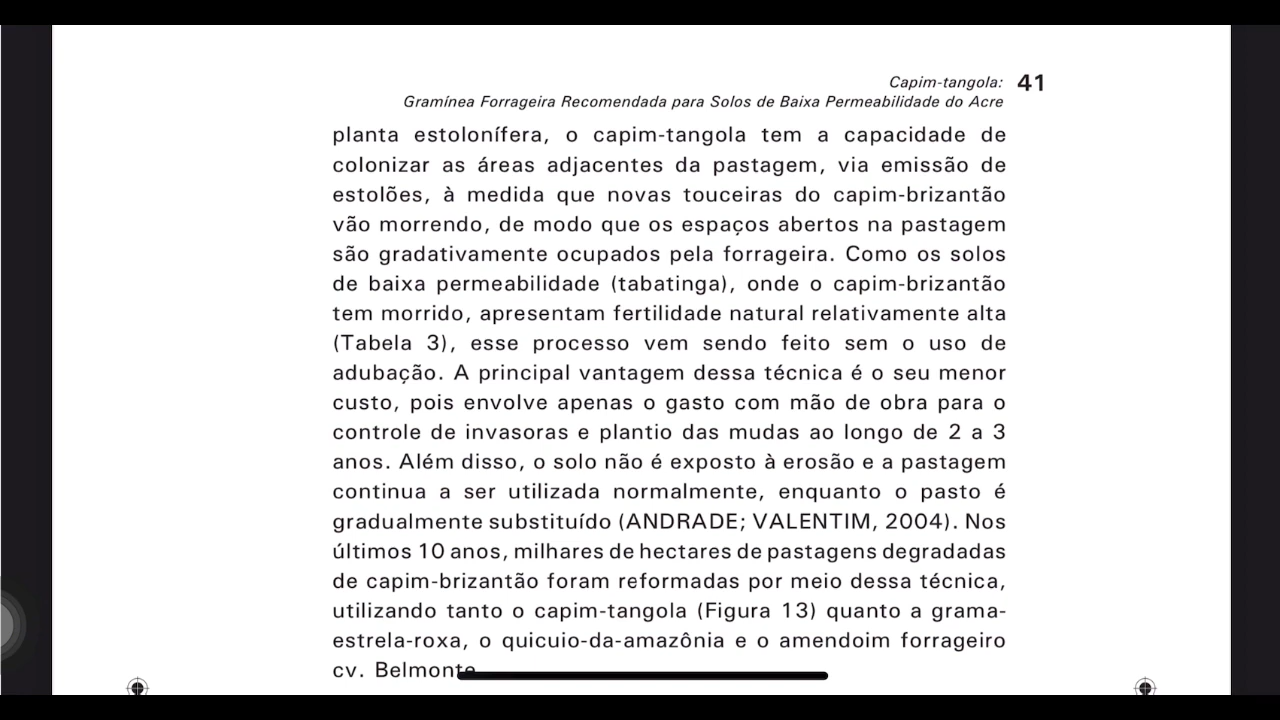 Capim-tangola: 41
Gramínea Forrageira Recomendada para Solos de Baixa Permeabilidade do Acre
planta estolonífera, o capim-tangola tem a capacidade de
colonizar as áreas adjacentes da pastagem, via emissão de
estolões, à medida que novas touceiras do capim-brizantão
vão morrendo, de modo que os espaços abertos na pastagem
são gradativamente ocupados pela forrageira. Como os solos
de baixa permeabilidade (tabatinga), onde o capim-brizantão
tem morrido, apresentam fertilidade natural relativamente alta
(Tabela 3), esse processo vem sendo feito sem o uso de
adubação. A principal vantagem dessa técnica é o seu menor
custo, pois envolve apenas o gasto com mão de obra para o
controle de invasoras e plantio das mudas ao longo de 2 a 3
anos. Além disso, o solo não é exposto à erosão e a pastagem
continua a ser utilizada normalmente, enquanto o pasto é
gradualmente substituído (ANDRADE; VALENTIM, 2004). Nos
últimos 10 anos, milhares de hectares de pastagens degradadas
de capim-brizantão foram reformadas por meio dessa técnica,
utilizando tanto o capim-tangola (Figura 13) quanto a grama-
estrela-roxa, o quicuio-da-amazônia e o amendoim forrageiro
cv. Belmonte